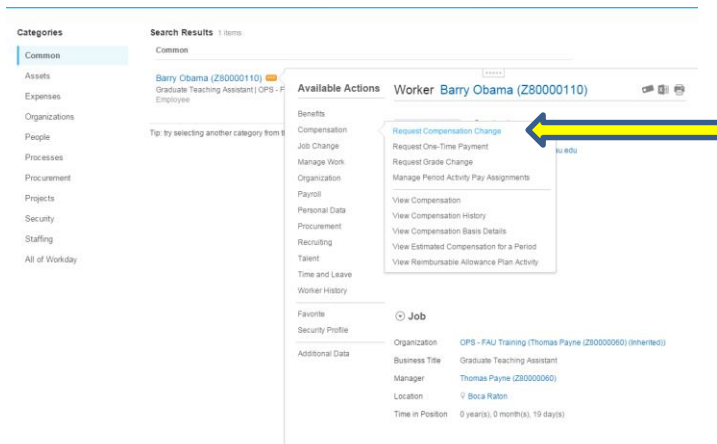 Categories
Common
Assets
Expenses
Organizations
People
Processes
Procurement
Projects
Security
Staffing
All of Workday
Search Results 1 items
Common
Barry Obama (Z80000110)
Graduate Teaching Assistant | OPS - F
Employee
Tip: try selecting another category from t
Available Actions
Benefits
Compensation
Job Change
Manage Work
Organization
Payroll
Personal Data
Procurement
Recruiting
Talent
Time and Leave
Worker History
Favorite
Security Profile
Additional Data
Worker Barry Obama (Z80000110)
au.edu
Request Compensation Change
Request One-Time Payment
Request Grade Change
Manage Period Activity Pay Assignments
View Compensation
View Compensation History
View Compensation Basis Details
View Estimated Compensation for a Period
View Reimbursable Allowance Plan Activity
Job
Organization OPS - FAU Training (Thomas Payne (Z80000060) (Inherited))
Business Title Graduate Teaching Assistant
Manager Thomas Payne (Z80000060)
Location Boca Raton
Time in Position 0 year(s), 0 month(s), 19 day(s)